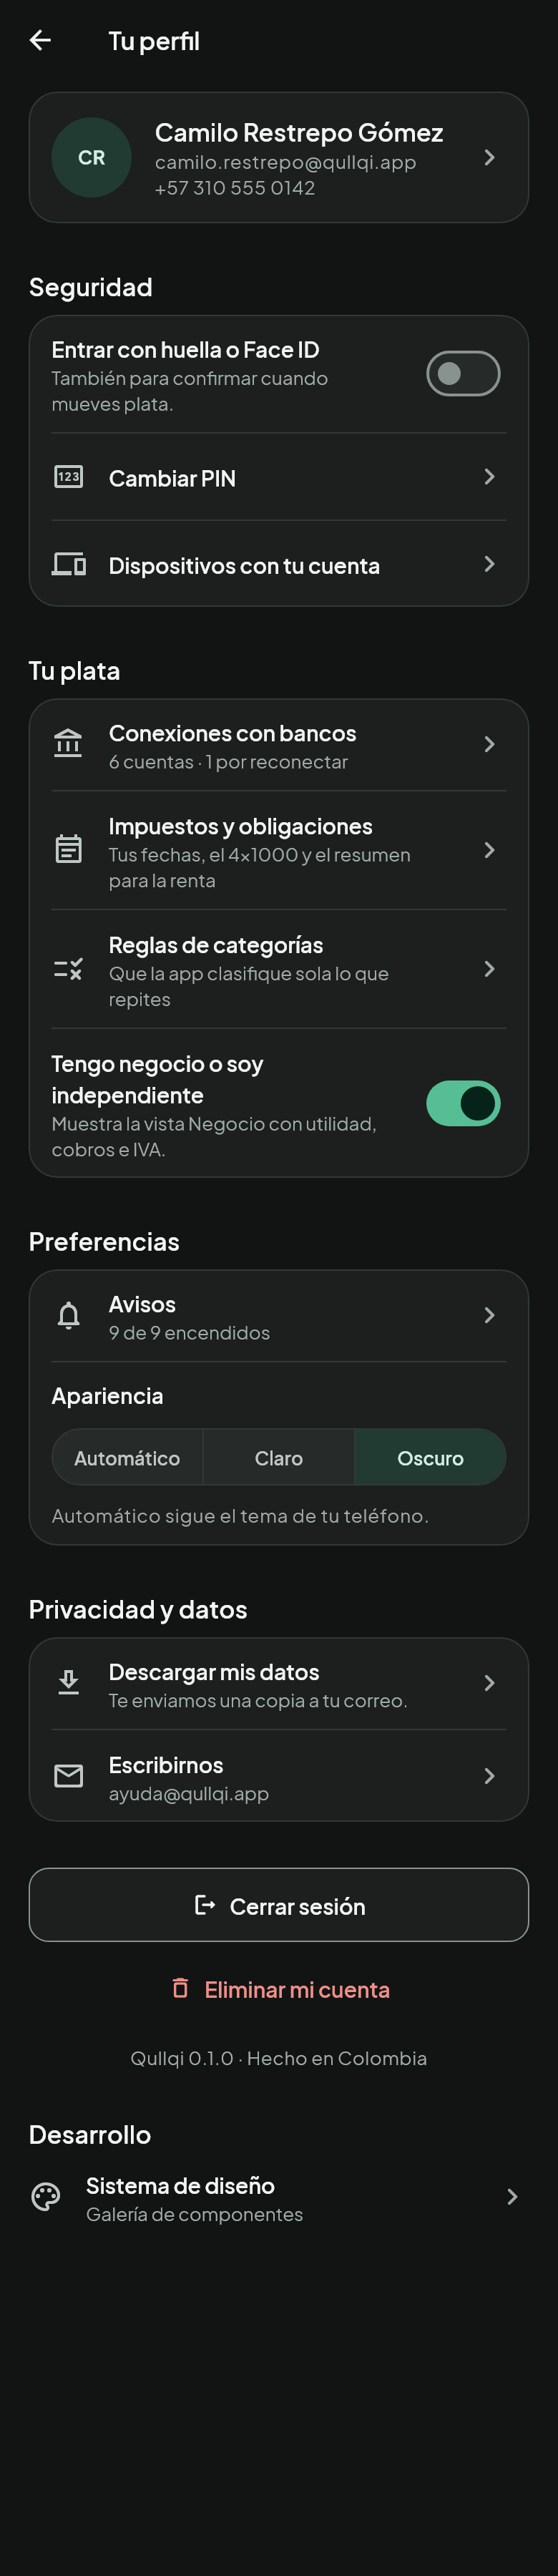 Tu perfil
CR
Camilo Restrepo Gómez
camilo.restrepo@qullqi.app
+57 310 555 0142
Seguridad
Entrar con huella o Face ID
También para confirmar cuando
mueves plata.
123
Cambiar PIN
Dispositivos con tu cuenta
Tu plata
Conexiones con bancos
6 cuentas · 1 por reconectar
Impuestos y obligaciones
Tus fechas, el 4×1000 y el resumen
para la renta
Reglas de categorías
Que la app clasifique sola lo que
repites
Tengo negocio o soy
independiente
Muestra la vista Negocio con utilidad,
cobros e IVA.
Preferencias
Avisos
9 de 9 encendidos
Apariencia
Automático
Claro
Oscuro
Automático sigue el tema de tu teléfono.
Privacidad y datos
Descargar mis datos
Te enviamos una copia a tu correo.
Escribirnos
ayuda@qullqi.app
Cerrar sesión
Eliminar mi cuenta
Qullqi 0.1.0 · Hecho en Colombia
Desarrollo
Sistema de diseño
Galería de componentes